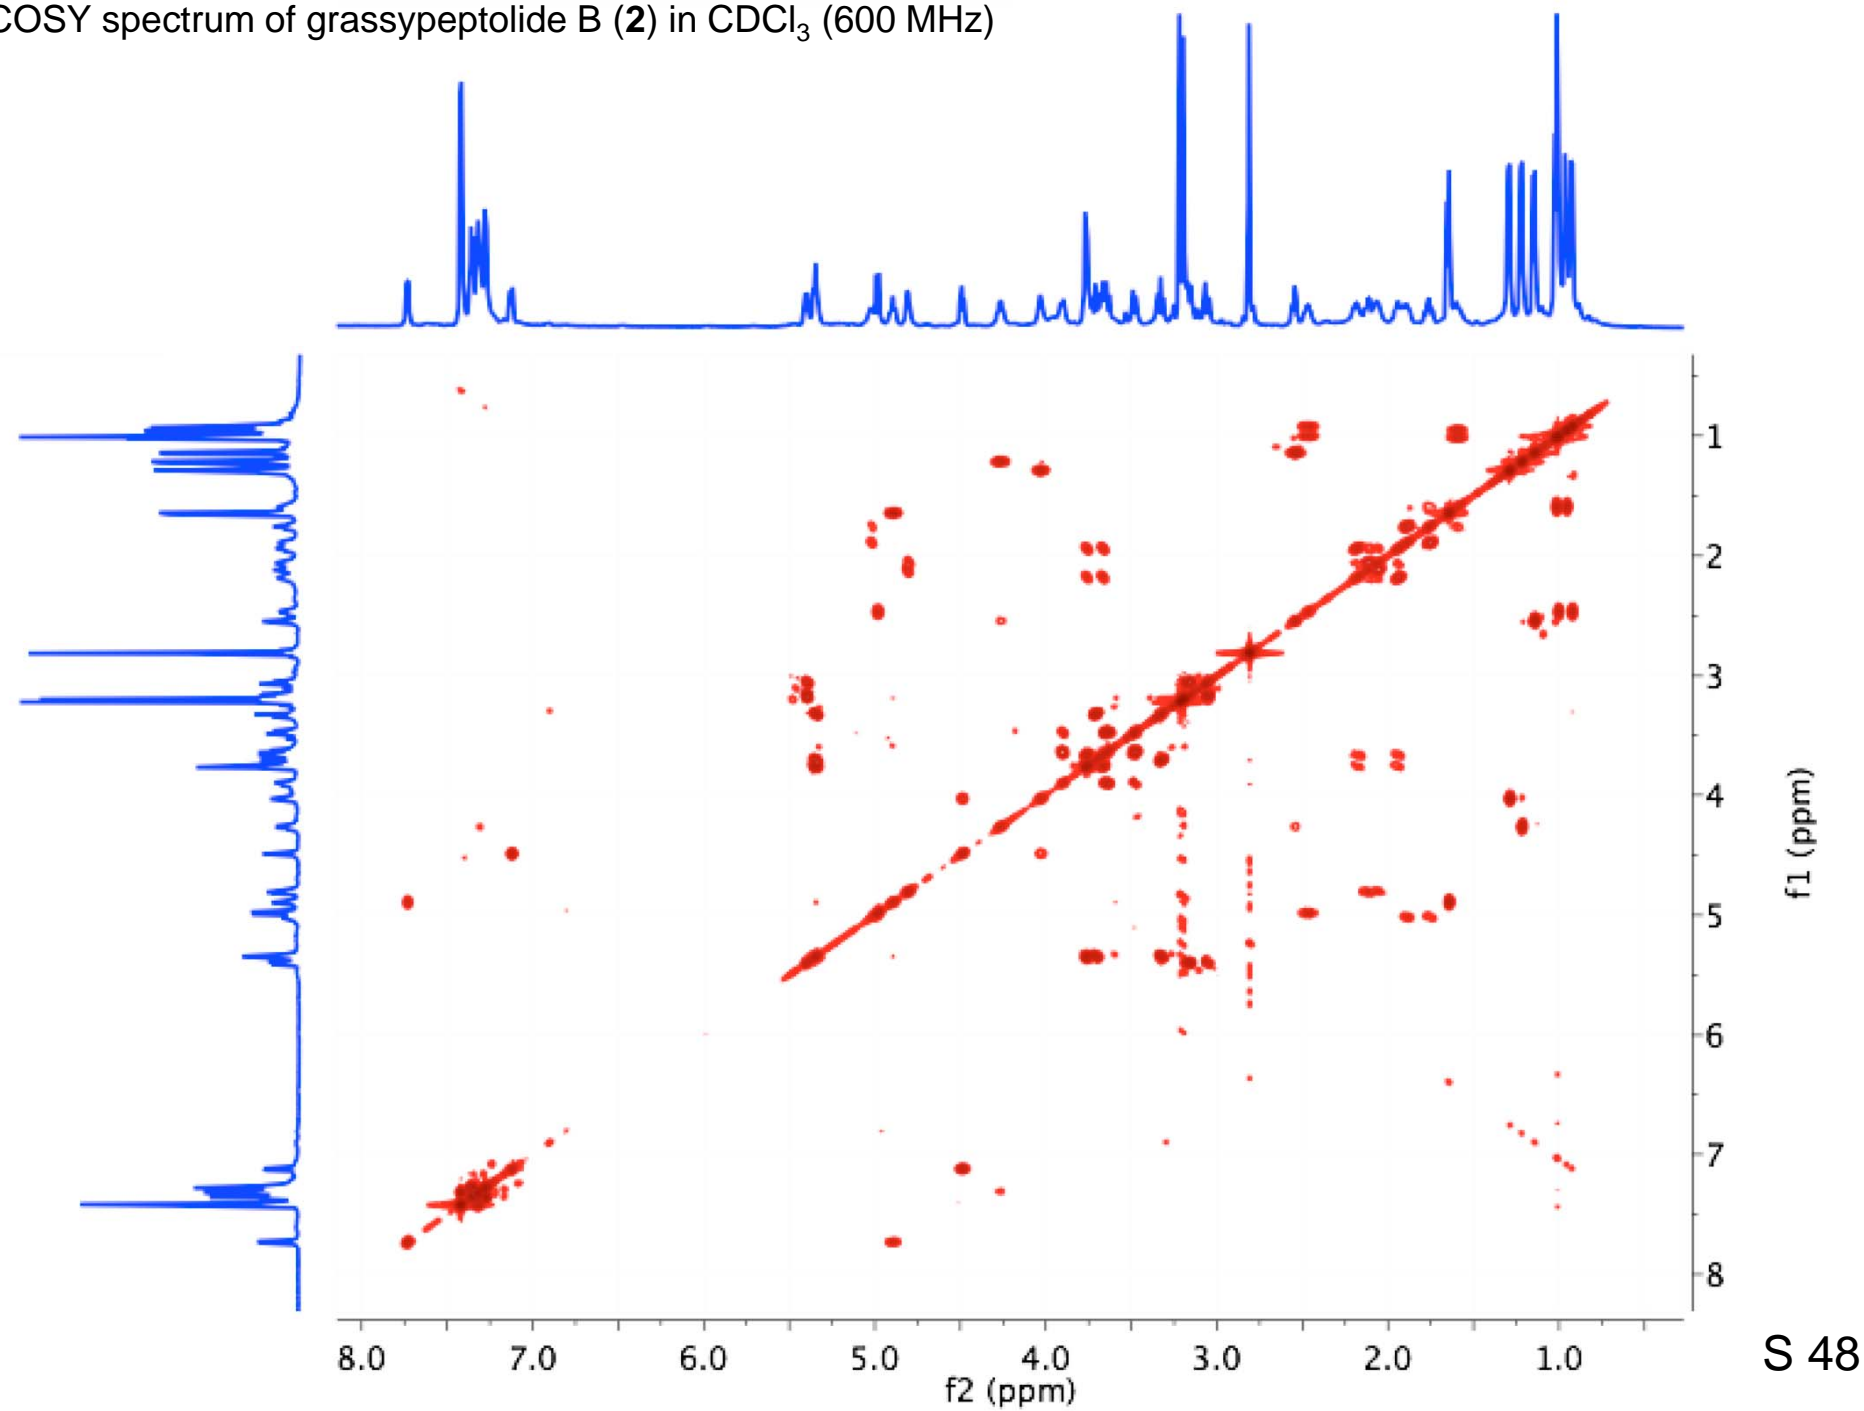 COSY spectrum of grassypeptolide B (2) in CDCl₃ (600 MHz)
1
2
3
4
5
6
7
8
f1 (ppm)
8.0 7.0 6.0 5.0 4.0 3.0 2.0 1.0
f2 (ppm)
S 48